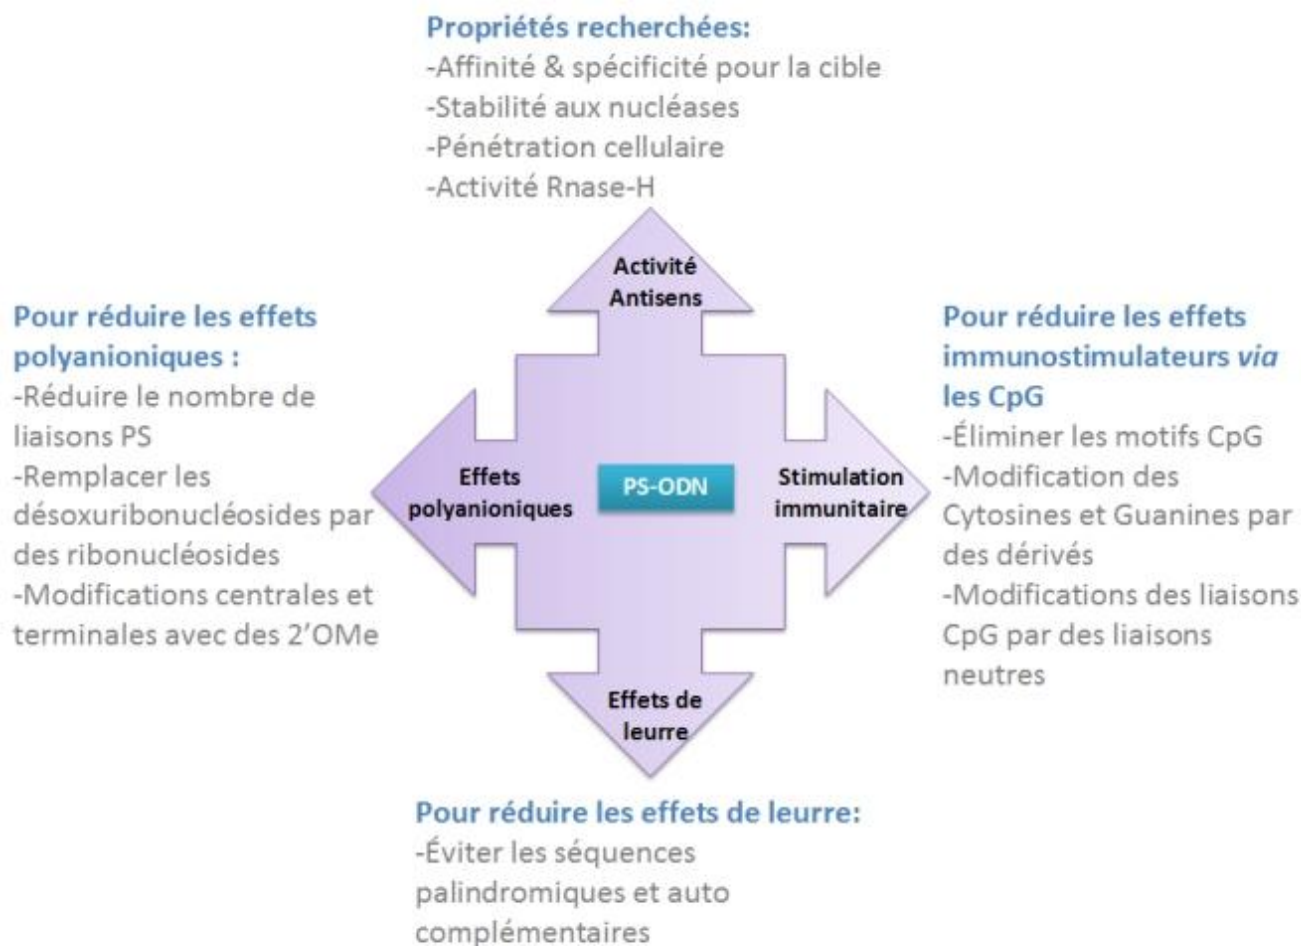 Propriétés recherchées:
-Affinité & spécificité pour la cible
-Stabilité aux nucléases
-Pénétration cellulaire
-Activité Rnase-H
Activité
Antisens
Pour réduire les effets
polyanioniques :
-Réduire le nombre de
liaisons PS
-Remplacer les
désoxuribonucléosides par
des ribonucléosides
-Modifications centrales et
terminales avec des 2’OMe
Effets
polyanioniques
PS-ODN
Stimulation
immunitaire
Pour réduire les effets
immunostimulateurs via
les CpG
-Éliminer les motifs CpG
-Modification des
Cytosines et Guanines par
des dérivés
-Modifications des liaisons
CpG par des liaisons
neutres
Effets de
leurre
Pour réduire les effets de leurre:
-Éviter les séquences
palindromiques et auto
complémentaires